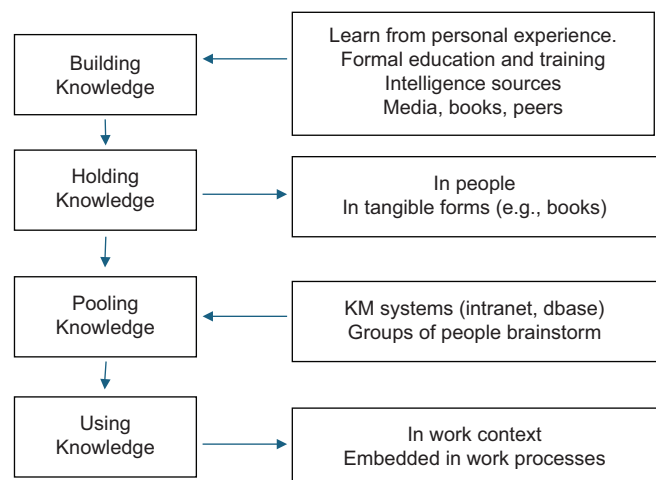 Building
Knowledge
Learn from personal experience.
Formal education and training
Intelligence sources
Media, books, peers
Holding
Knowledge
In people
In tangible forms (e.g., books)
Pooling
Knowledge
KM systems (intranet, dbase)
Groups of people brainstorm
Using
Knowledge
In work context
Embedded in work processes